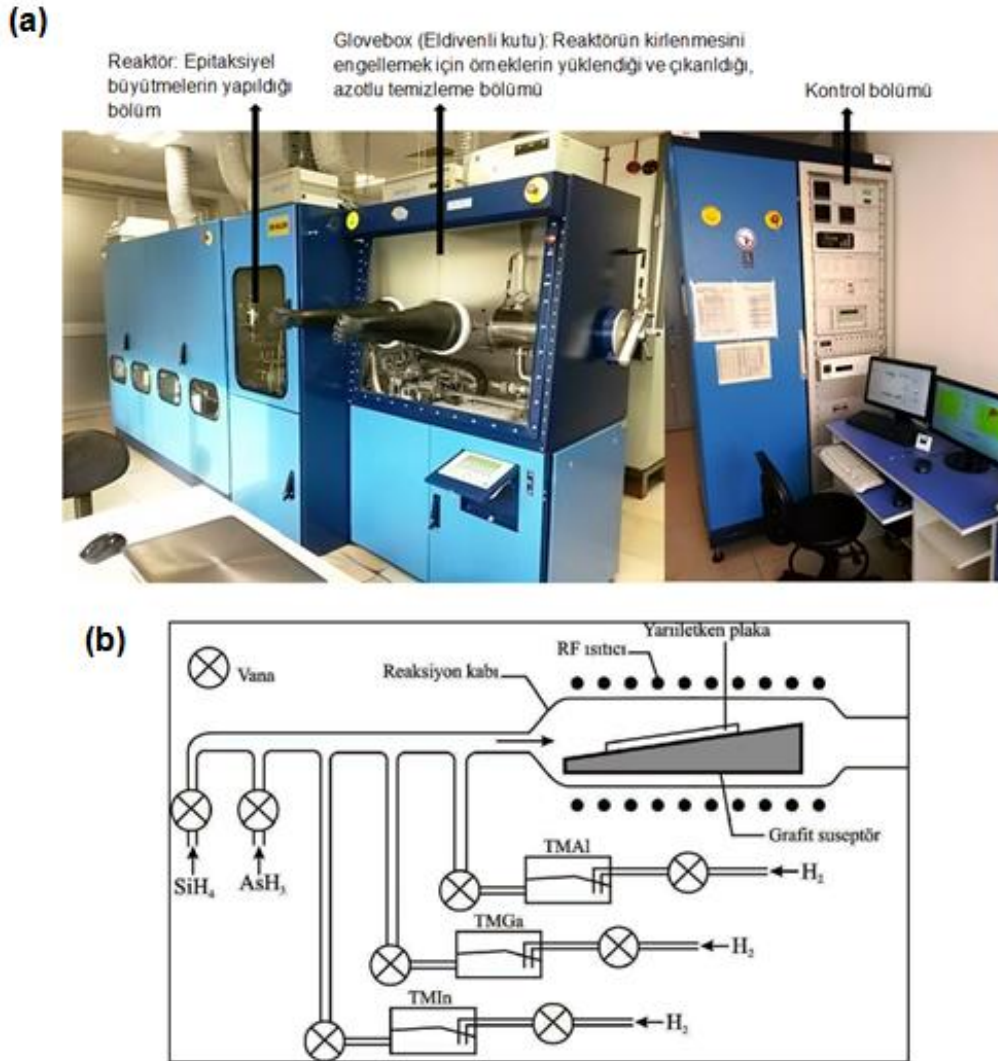 (a)
Reaktör: Epitaksiyel
büyütmelerin yapıldığı
bölüm
Glovebox (Eldivenli kutu): Reaktörün kirlenmesini
engellemek için örneklerin yüklendiği ve çıkarıldığı,
azotlu temizleme bölümü
Kontrol bölümü
(b)
Vana
Reaksiyon kabı
RF ısıtıcı
Yarıiletken plaka
Grafit suseptör
SiH₄
AsH₃
TMAl
H₂
TMGa
H₂
TMIn
H₂